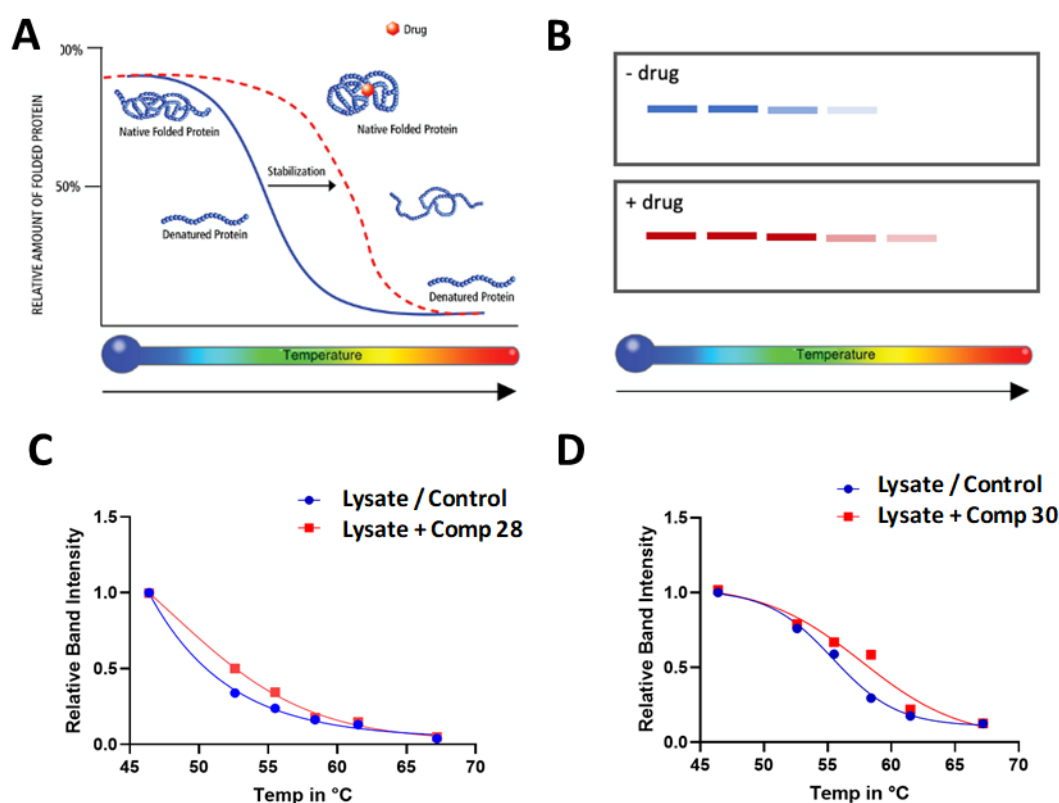 A
Drug
00%
50%
RELATIVE AMOUNT OF FOLDED PROTEIN
Native Folded Protein
Native Folded Protein
Stabilization
Denatured Protein
Denatured Protein
Temperature
B
- drug
+ drug
Temperature
C
Lysate / Control
Lysate + Comp 28
Relative Band Intensity
1.5
1.0
0.5
0.0
45 50 55 60 65 70
Temp in °C
D
Lysate / Control
Lysate + Comp 30
Relative Band Intensity
1.5
1.0
0.5
0.0
45 50 55 60 65 70
Temp in °C